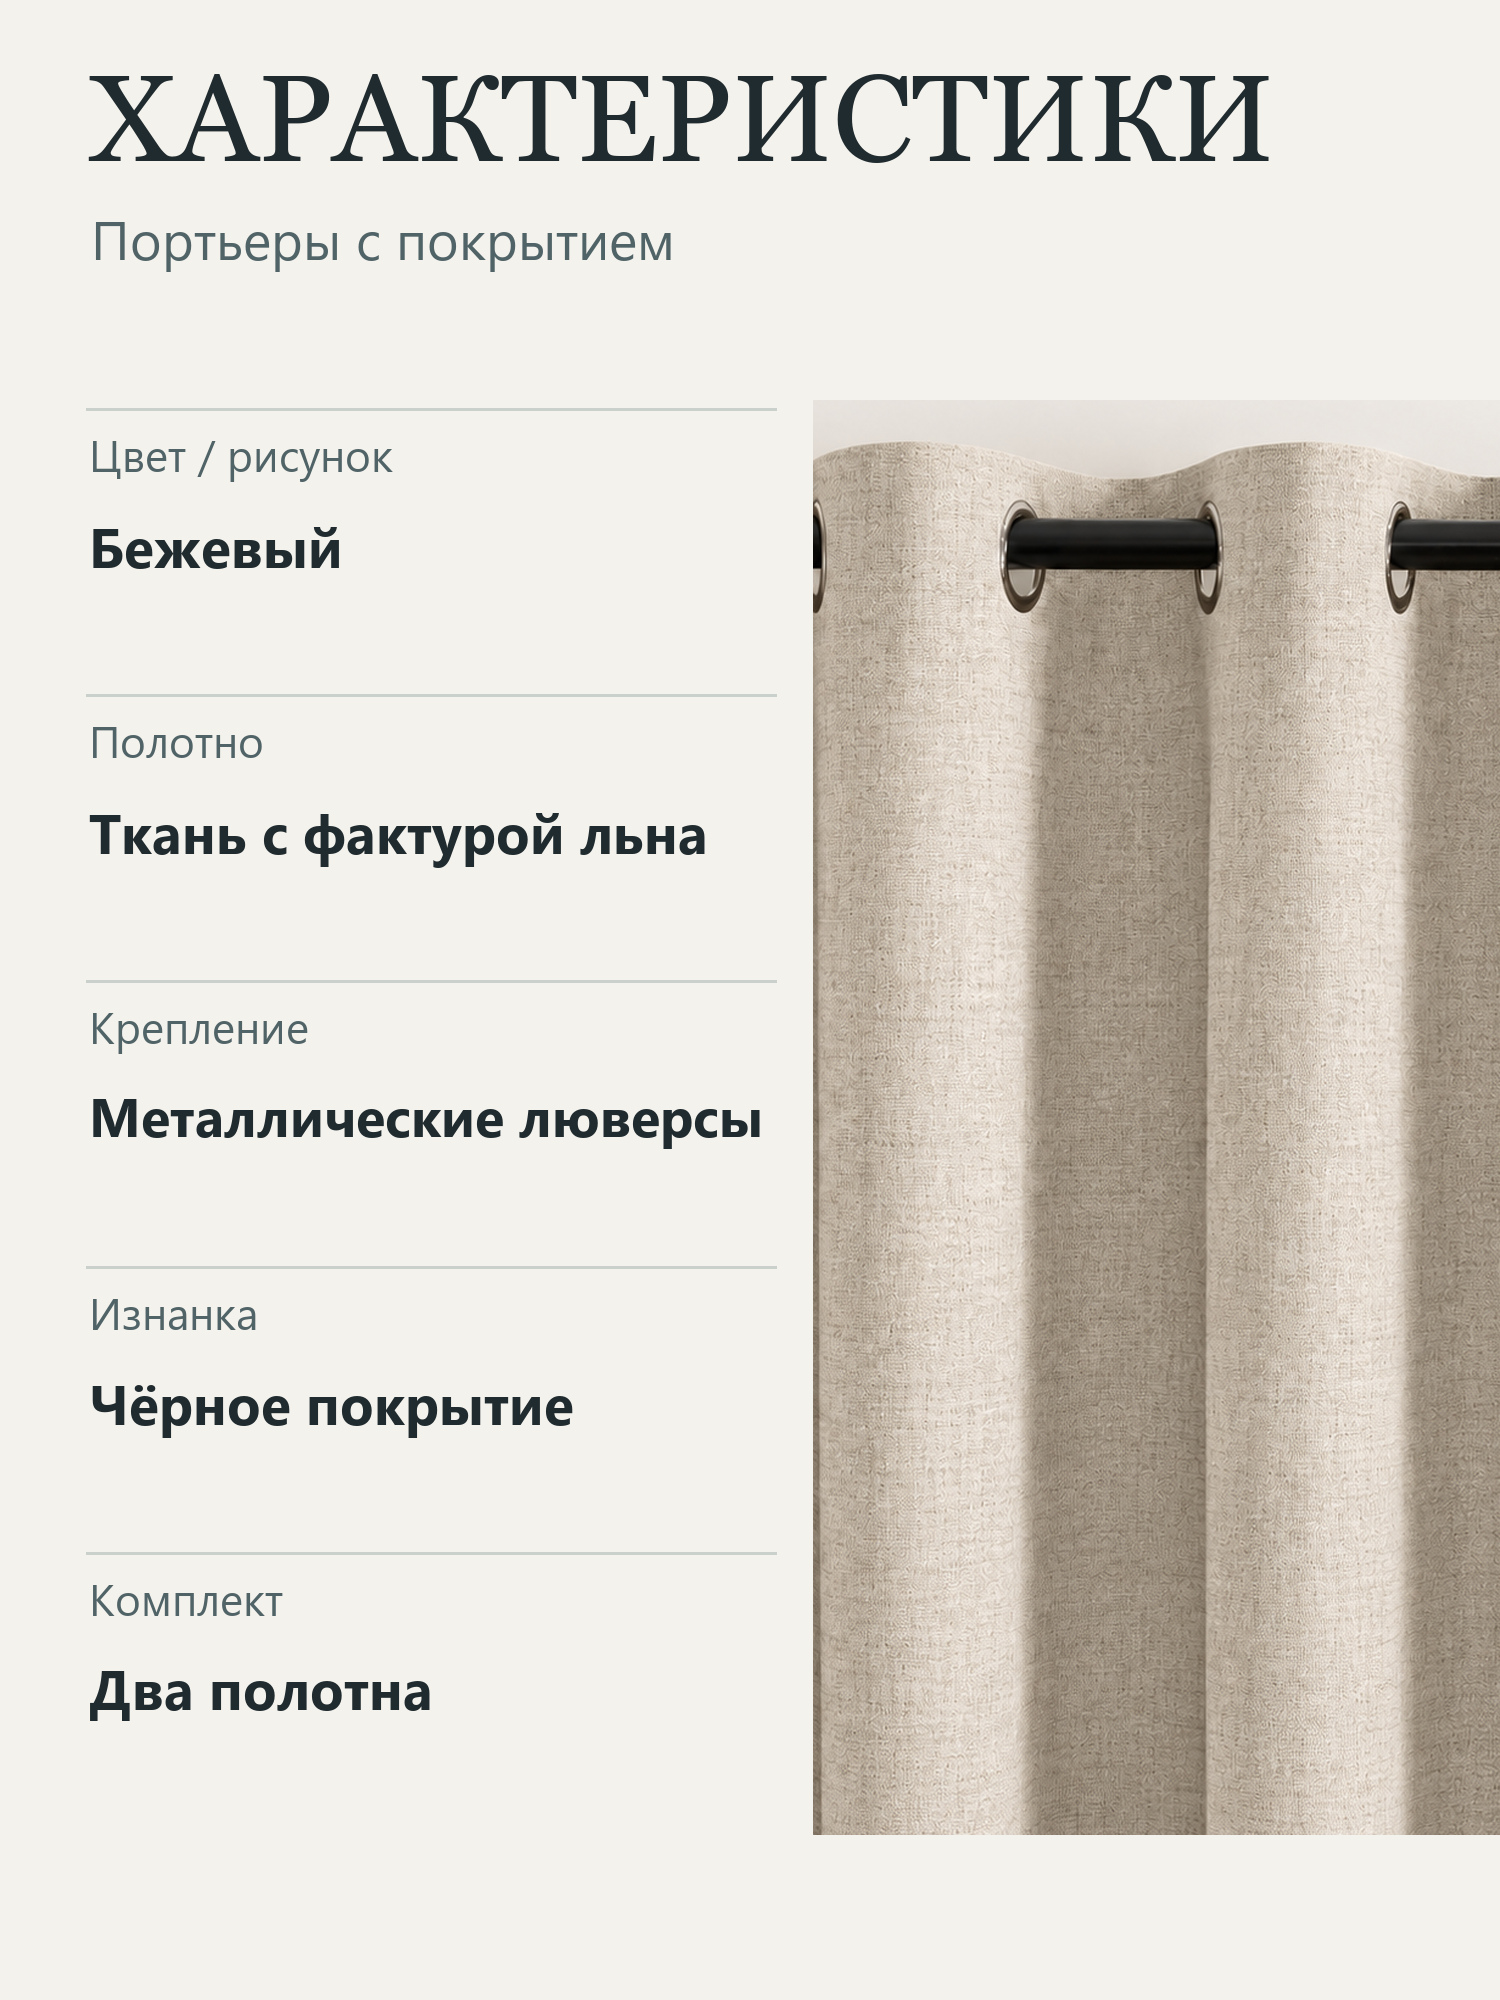 ХАРАКТЕРИСТИКИ
Портьеры с покрытием
Цвет / рисунок
Бежевый
Полотно
Ткань с фактурой льна
Крепление
Металлические люверсы
Изнанка
Чёрное покрытие
Комплект
Два полотна